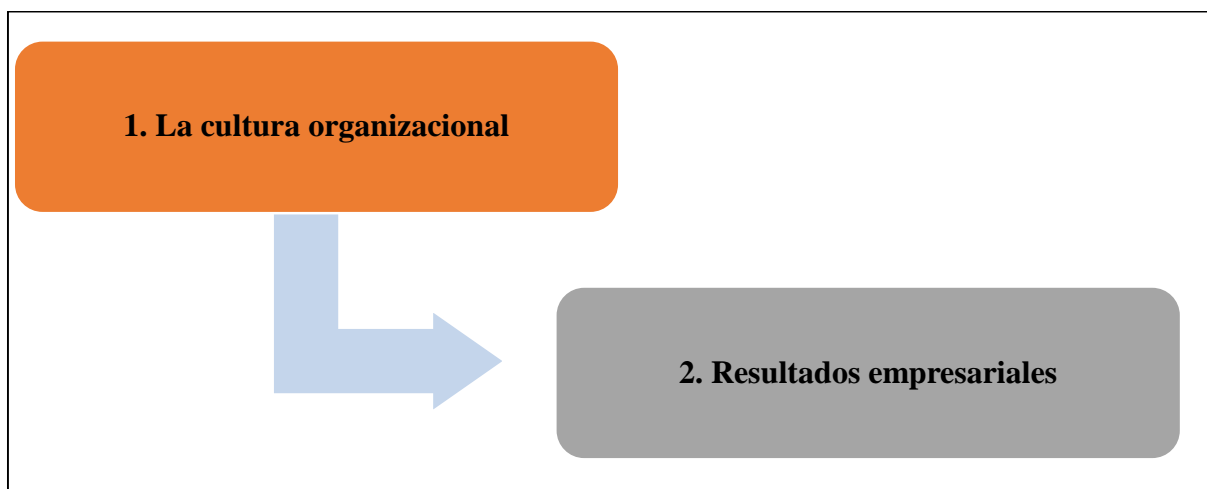 1. La cultura organizacional
2. Resultados empresariales